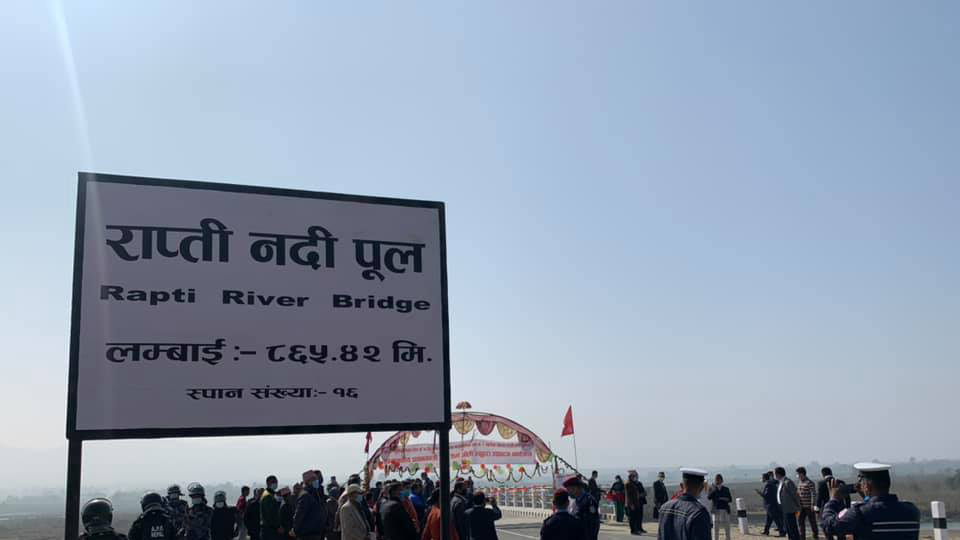 राप्ती नदी पूल
Rapti River Bridge
लम्बाई :- ८६५.४२ मि.
स्पान संख्याः- १६